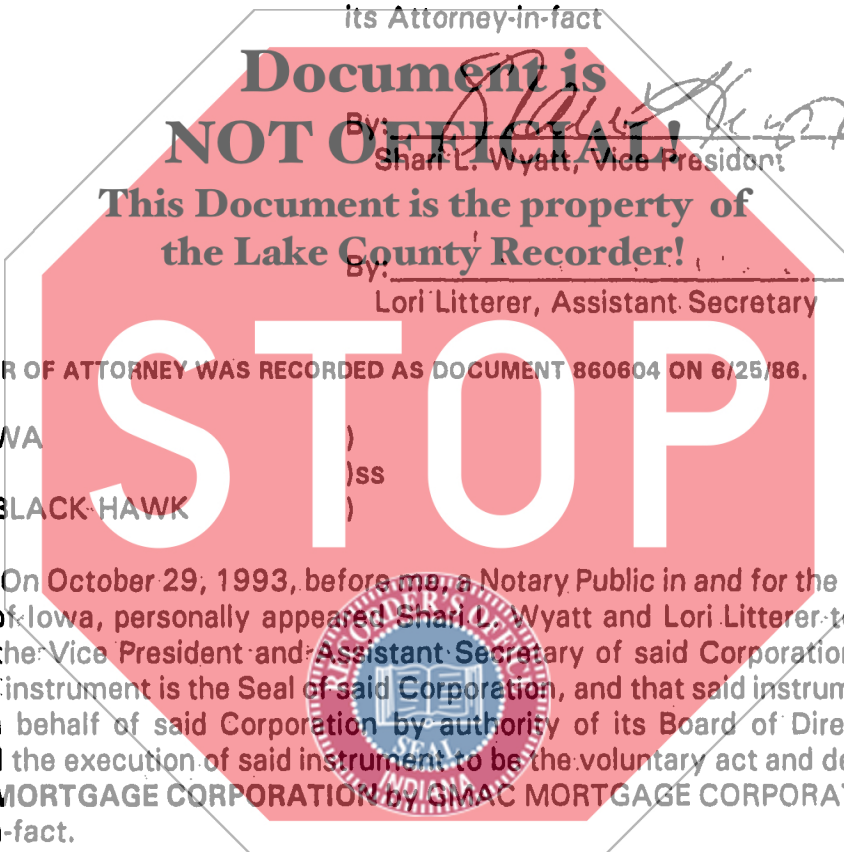 its Attorney-in-fact
Document is
NOT OFFICIAL!
By:
Shari L. Wyatt, Vice President
This Document is the property of
the Lake County Recorder!
By:
Lori Litterer, Assistant Secretary
STOP
R OF ATTORNEY WAS RECORDED AS DOCUMENT 860604 ON 6/25/86.
WA )
)ss
BLACK HAWK )
On October 29, 1993, before me, a Notary Public in and for the
of Iowa, personally appeared Shari L. Wyatt and Lori Litterer t
the Vice President and Assistant Secretary of said Corporation
instrument is the Seal of said Corporation, and that said instrum
behalf of said Corporation by authority of its Board of Dire
the execution of said instrument to be the voluntary act and de
MORTGAGE CORPORATION by GMAC MORTGAGE CORPORAT
-fact.
RECORDER'S OFFICE
SEAL
INDIANA